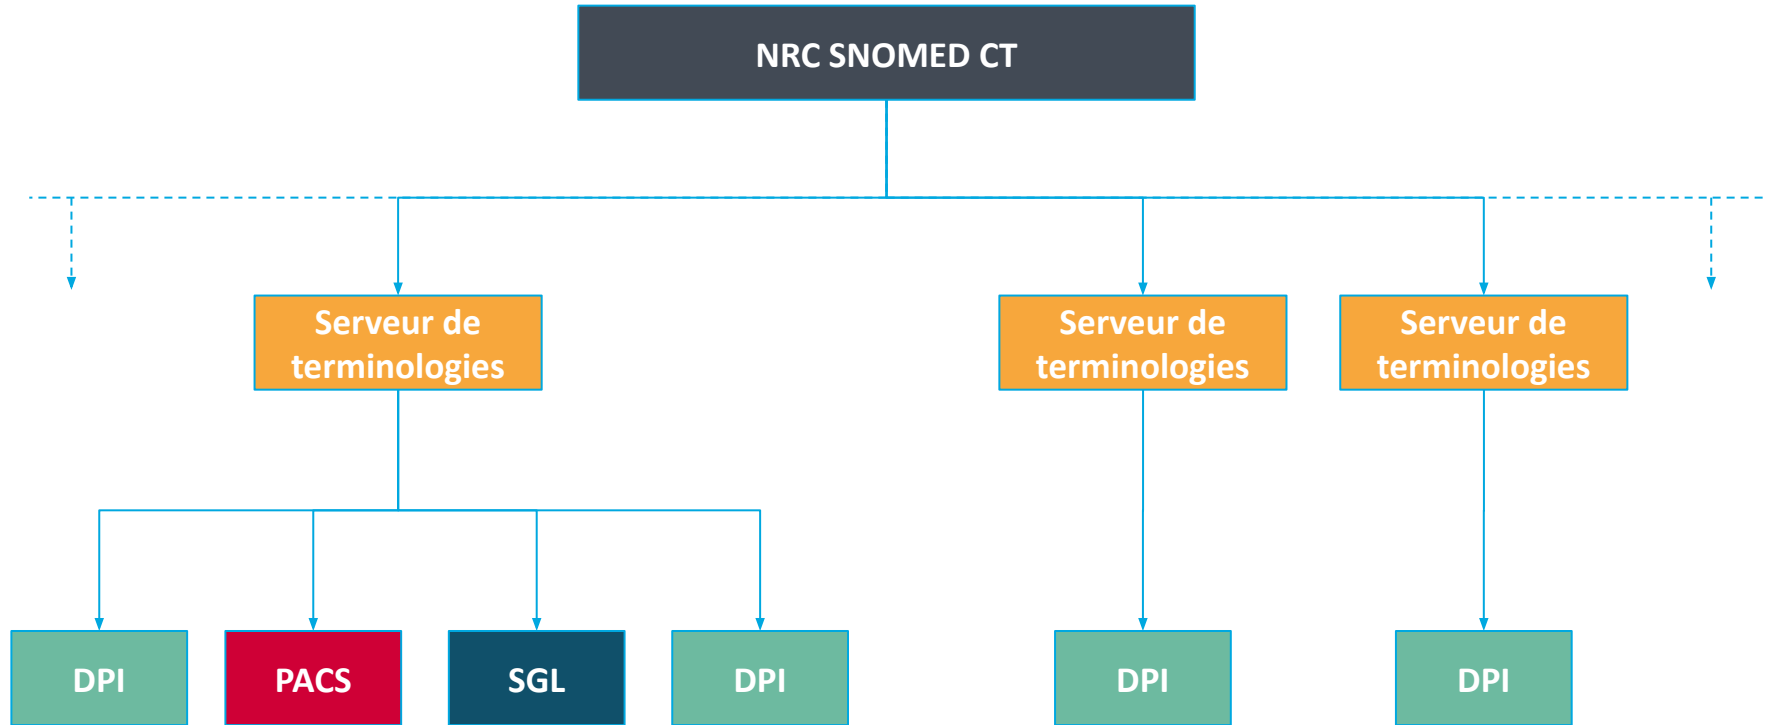 NRC SNOMED CT
Serveur de
terminologies
Serveur de
terminologies
Serveur de
terminologies
DPI
PACS
SGL
DPI
DPI
DPI